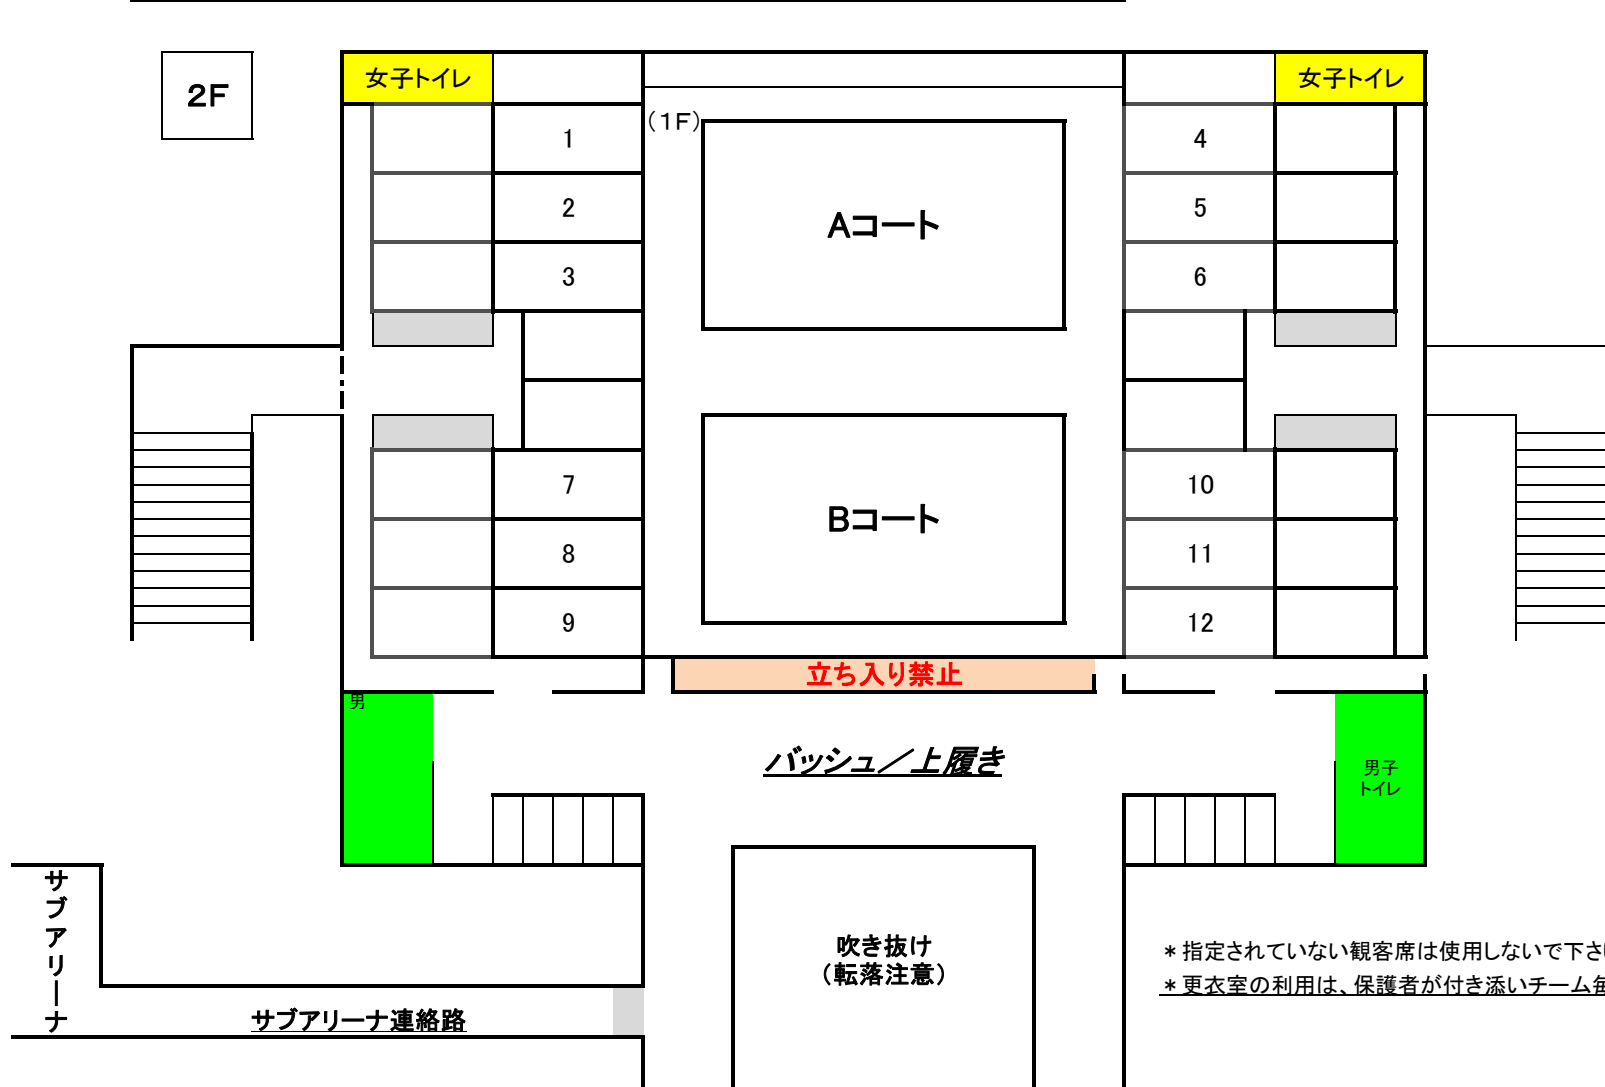 2F
女子トイレ
女子トイレ
(1F)
1
4
2
Aコート
5
3
6
7
10
Bコート
8
11
9
12
立ち入り禁止
男
バッシュ／上履き
男子
トイレ
サブアリーナ
吹き抜け
（転落注意）
＊指定されていない観客席は使用しないで下さい
＊更衣室の利用は、保護者が付き添いチーム毎
サブアリーナ連絡路